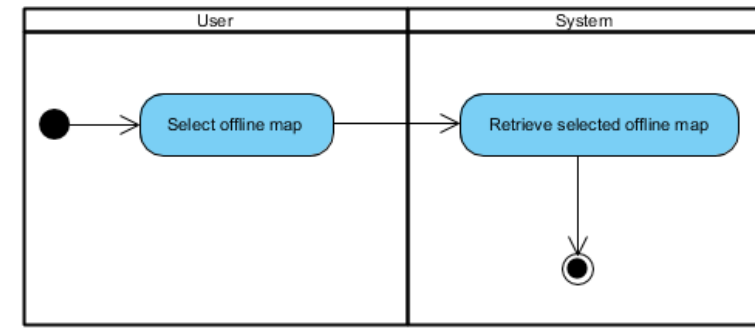 User
System
Select offline map
Retrieve selected offline map